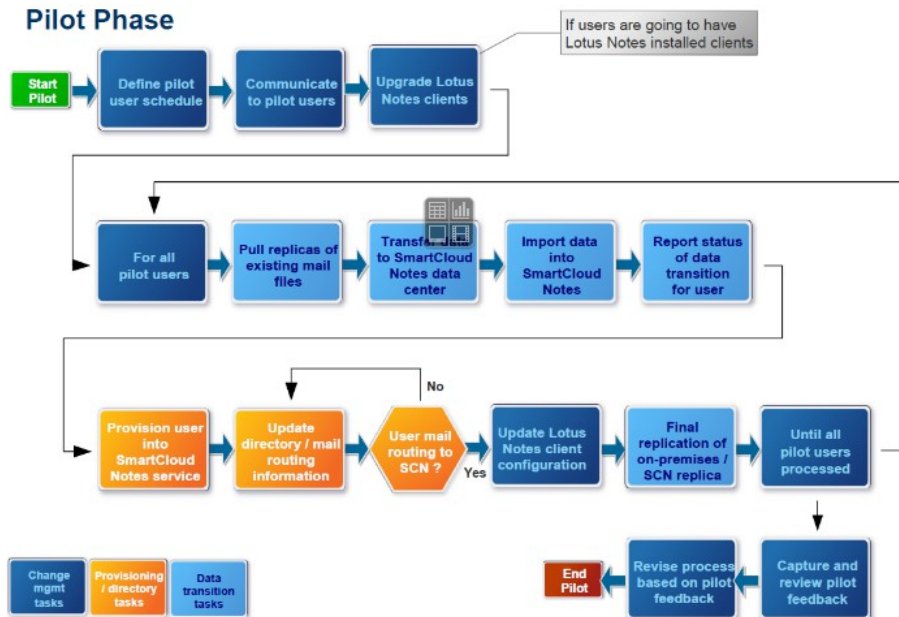 Pilot Phase
If users are going to have
Lotus Notes installed clients
Start
Pilot
Define pilot
user schedule
Communicate
to pilot users
Upgrade Lotus
Notes clients
For all
pilot users
Pull replicas of
existing mail
files
Transfer data
to SmartCloud
Notes data
center
Import data
into
SmartCloud
Notes
Report status
of data
transition
for user
No
Provision user
into
SmartCloud
Notes service
Update
directory / mail
routing
information
User mail
routing to
SCN ?
Yes
Update Lotus
Notes client
configuration
Final
replication of
on-premises /
SCN replica
Until all
pilot users
processed
Change
mgmt
tasks
Provisioning
/ directory
tasks
Data
transition
tasks
End
Pilot
Revise process
based on pilot
feedback
Capture and
review pilot
feedback